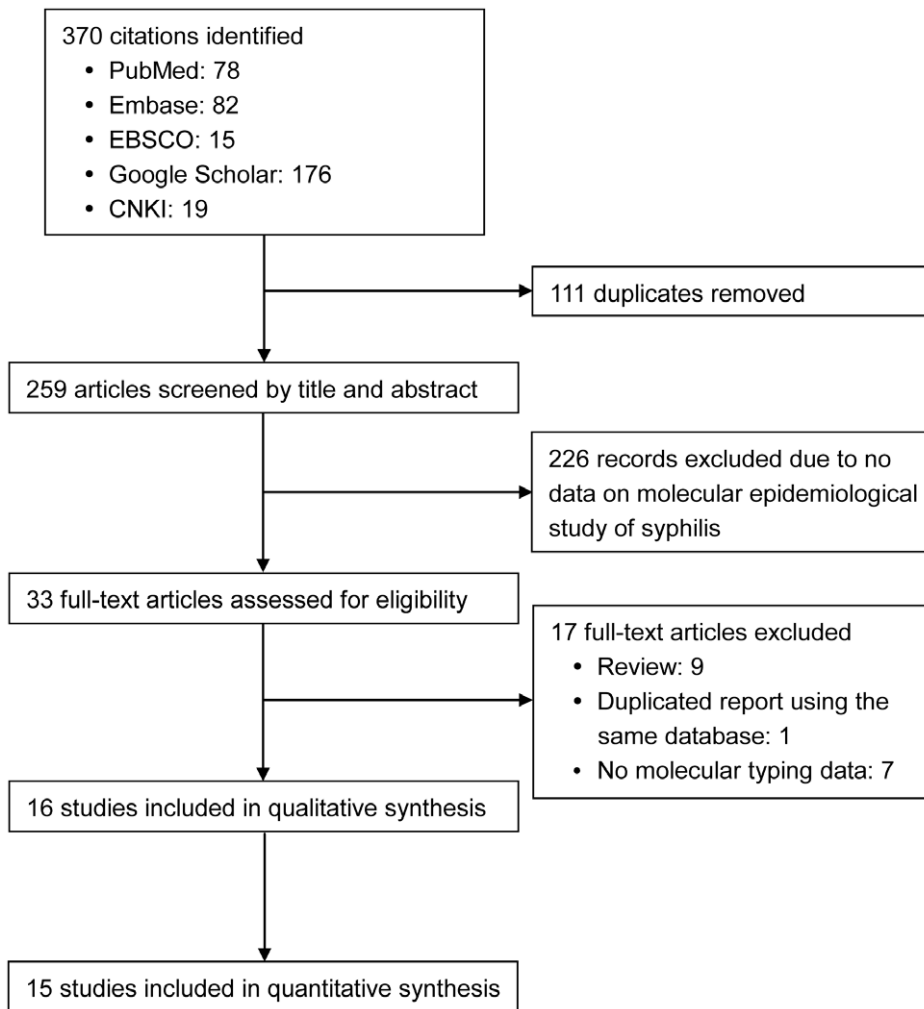 370 citations identified
• PubMed: 78
• Embase: 82
• EBSCO: 15
• Google Scholar: 176
• CNKI: 19
111 duplicates removed
259 articles screened by title and abstract
226 records excluded due to no
data on molecular epidemiological
study of syphilis
33 full-text articles assessed for eligibility
17 full-text articles excluded
• Review: 9
• Duplicated report using the
same database: 1
• No molecular typing data: 7
16 studies included in qualitative synthesis
15 studies included in quantitative synthesis